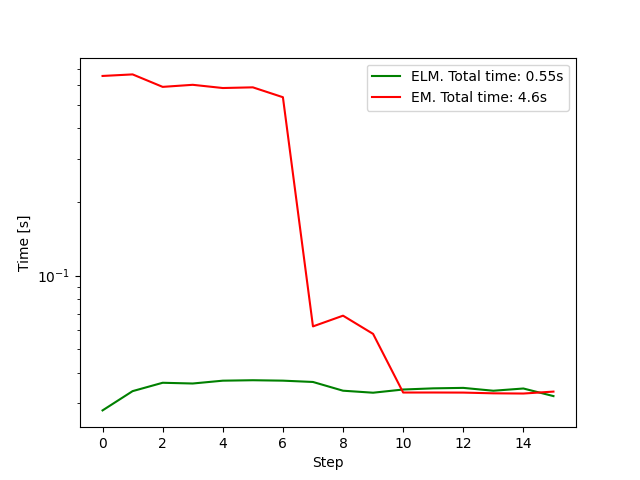 ELM. Total time: 0.55s
EM. Total time: 4.6s
Time [s]
10⁻¹
0 2 4 6 8 10 12 14
Step